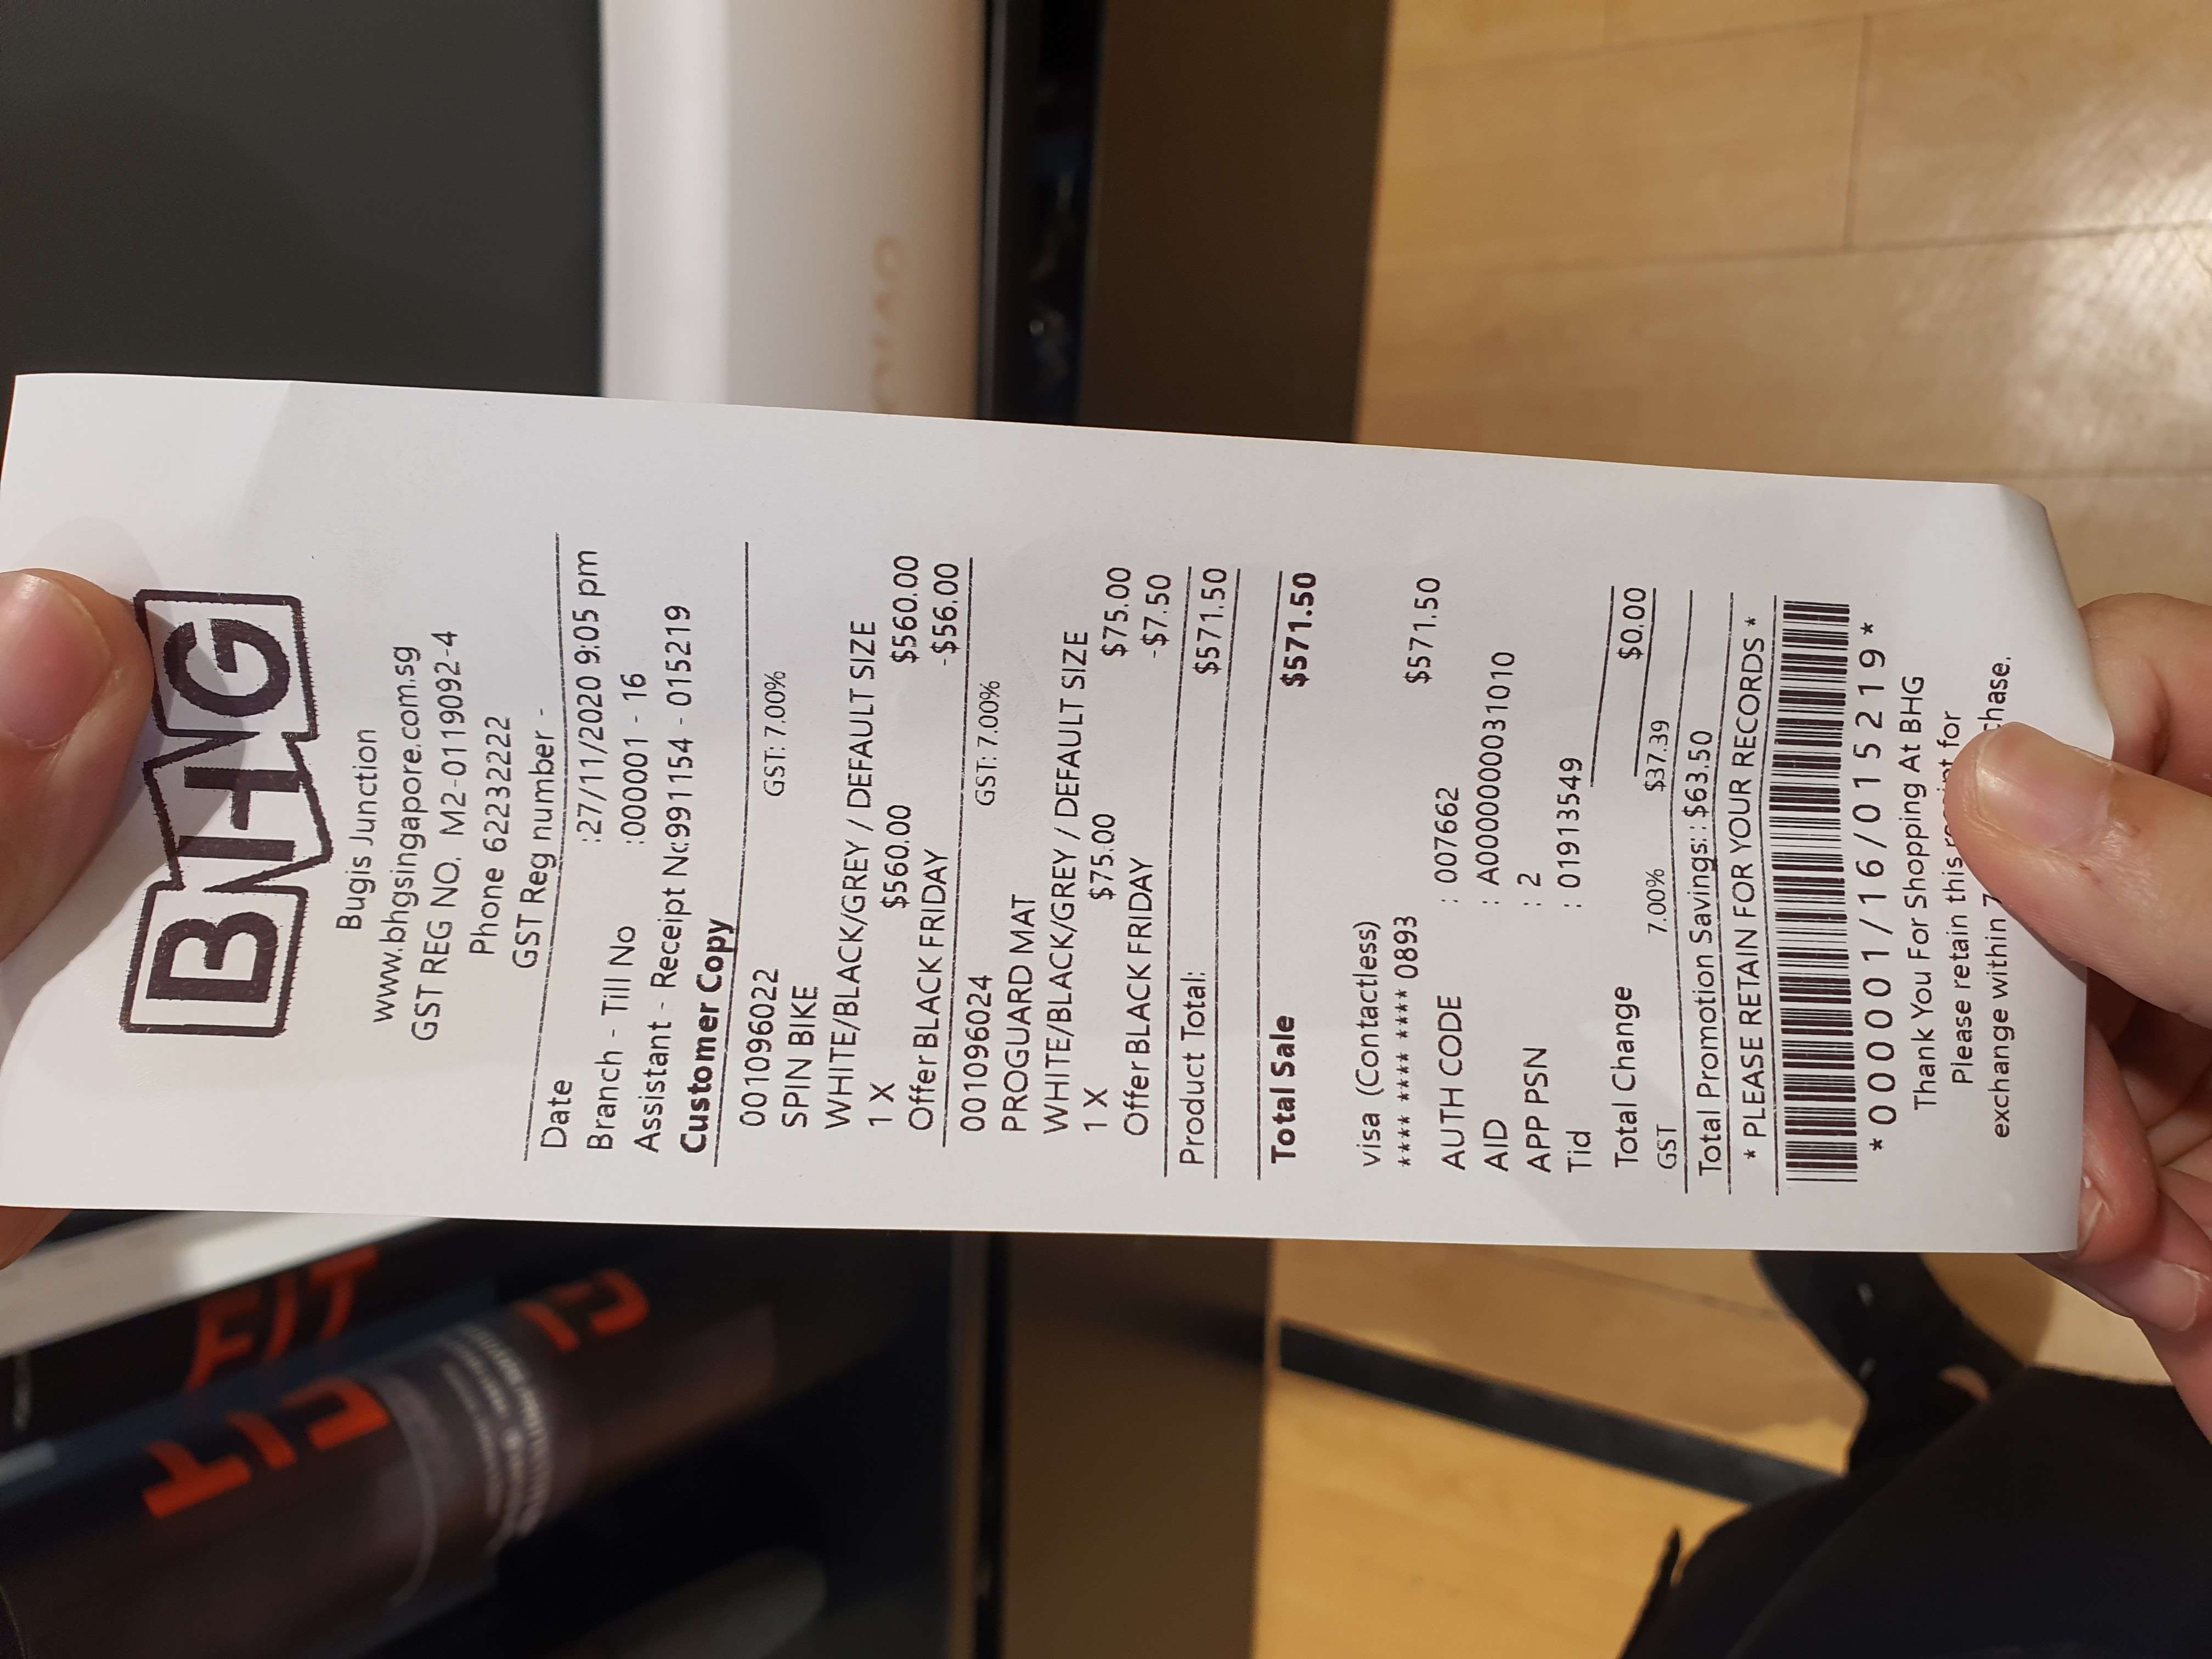 BHG
Bugis Junction
www.bhgsingapore.com.sg
GST REG NO. M2-0119092-4
Phone 62232222
GST Reg number -
Date :27/11/2020 9:05 pm
Branch - Till No :000001 - 16
Assistant - Receipt Nc:991154 - 015219
Customer Copy
001096022 GST: 7.00%
SPIN BIKE
WHITE/BLACK/GREY / DEFAULT SIZE
1 X $560.00 $560.00
Offer BLACK FRIDAY -$56.00
001096024 GST: 7.00%
PROGUARD MAT
WHITE/BLACK/GREY / DEFAULT SIZE
1 X $75.00 $75.00
Offer BLACK FRIDAY -$7.50
Product Total: $571.50
Total Sale $571.50
Visa (Contactless) $571.50
**** **** **** 0893
AUTH CODE : 007662
AID : A0000000031010
APP PSN : 2
Tid : 01913549
Total Change $0.00
GST 7.00% $37.39
Total Promotion Savings: : $63.50
* PLEASE RETAIN FOR YOUR RECORDS *
*00001/16/015219*
Thank You For Shopping At BHG
Please retain this for
exchange within 7
FIT